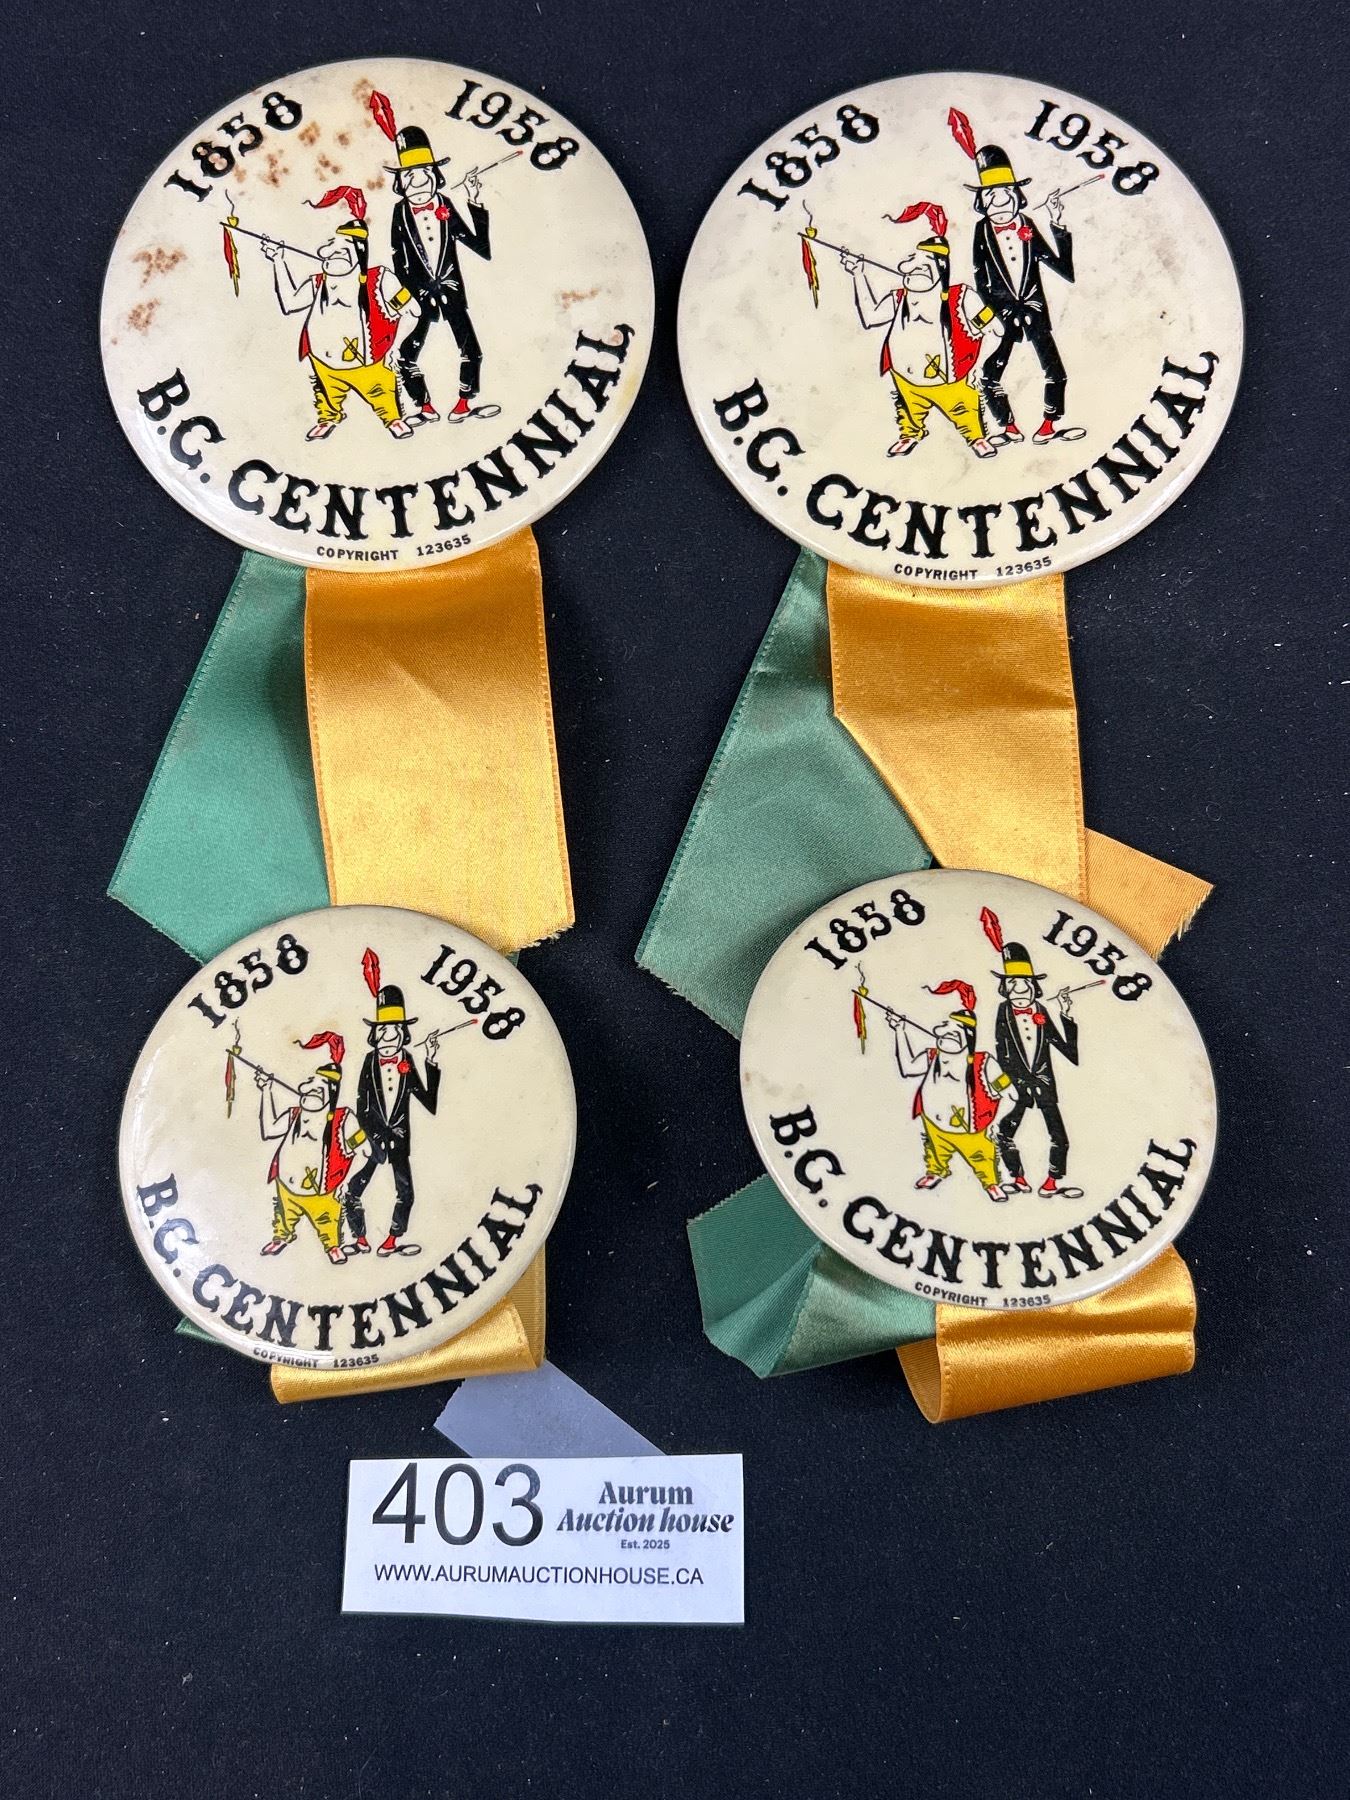 1858 1958
B.C. CENTENNIAL
COPYRIGHT 123635
1858 1958
B.C. CENTENNIAL
COPYRIGHT 123635
1858 1958
B.C. CENTENNIAL
COPYRIGHT 123635
1858 1958
B.C. CENTENNIAL
COPYRIGHT 123635
403
Aurum
Auction house
Est. 2025
WWW.AURUMAUCTIONHOUSE.CA